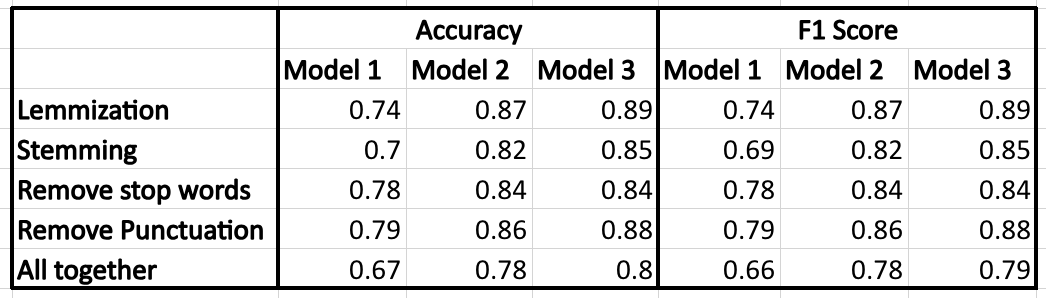 Accuracy F1 Score
Model 1 Model 2 Model 3 Model 1 Model 2 Model 3
Lemmization 0.74 0.87 0.89 0.74 0.87 0.89
Stemming 0.7 0.82 0.85 0.69 0.82 0.85
Remove stop words 0.78 0.84 0.84 0.78 0.84 0.84
Remove Punctuation 0.79 0.86 0.88 0.79 0.86 0.88
All together 0.67 0.78 0.8 0.66 0.78 0.79